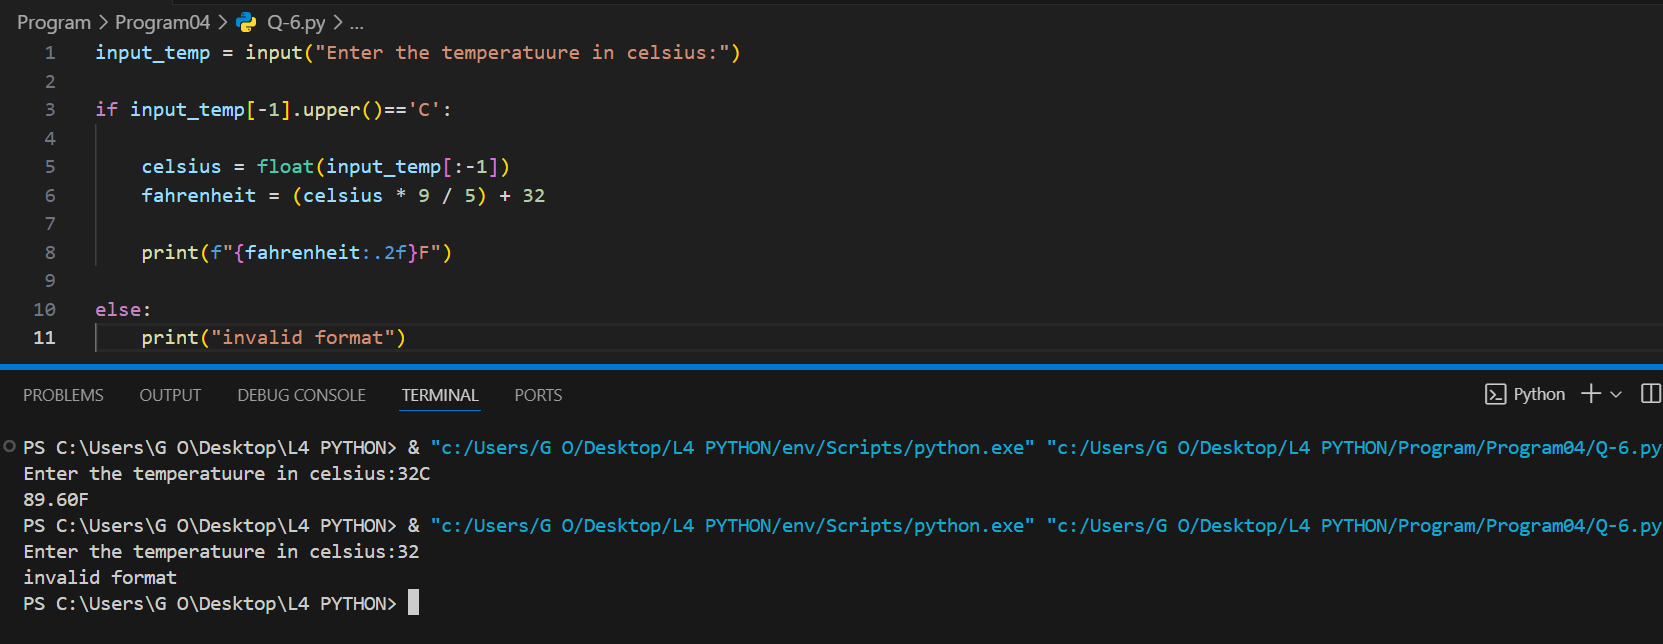 Program > Program04 > Q-6.py > ...
1 input_temp = input("Enter the temperatuure in celsius:")
2
3 if input_temp[-1].upper()=='C':
4
5     celsius = float(input_temp[:-1])
6     fahrenheit = (celsius * 9 / 5) + 32
7
8     print(f"{fahrenheit:.2f}F")
9
10 else:
11     print("invalid format")
PROBLEMS OUTPUT DEBUG CONSOLE TERMINAL PORTS Python
PS C:\Users\G O\Desktop\L4 PYTHON> & "c:/Users/G O/Desktop/L4 PYTHON/env/Scripts/python.exe" "c:/Users/G O/Desktop/L4 PYTHON/Program/Program04/Q-6.py
Enter the temperatuure in celsius:32C
89.60F
PS C:\Users\G O\Desktop\L4 PYTHON> & "c:/Users/G O/Desktop/L4 PYTHON/env/Scripts/python.exe" "c:/Users/G O/Desktop/L4 PYTHON/Program/Program04/Q-6.py
Enter the temperatuure in celsius:32
invalid format
PS C:\Users\G O\Desktop\L4 PYTHON>